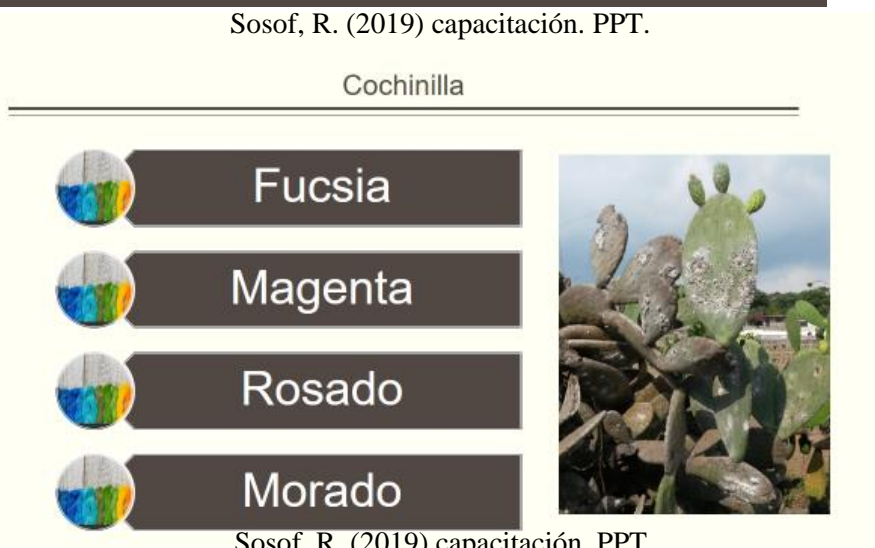 Sosof, R. (2019) capacitación. PPT.
Cochinilla
Fucsia
Magenta
Rosado
Morado
Sosof, R. (2019) capacitación. PPT.